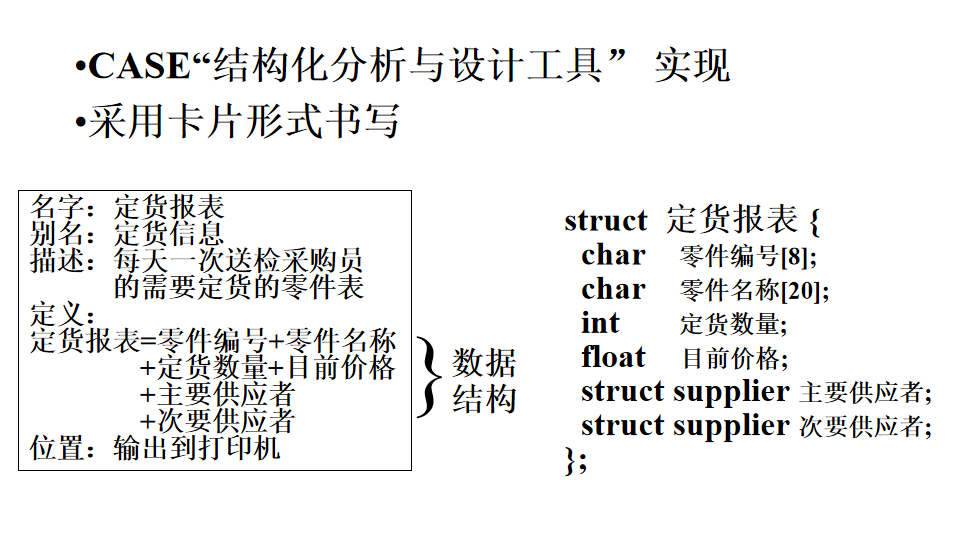 •CASE“结构化分析与设计工具” 实现
•采用卡片形式书写
名字：定货报表
别名：定货信息
描述：每天一次送检采购员
的需要定货的零件表
定义：
定货报表=零件编号+零件名称
+定货数量+目前价格
+主要供应者
+次要供应者
位置：输出到打印机
}
数据
结构
struct 定货报表 {
char 零件编号[8];
char 零件名称[20];
int 定货数量;
float 目前价格;
struct supplier 主要供应者;
struct supplier 次要供应者;
};